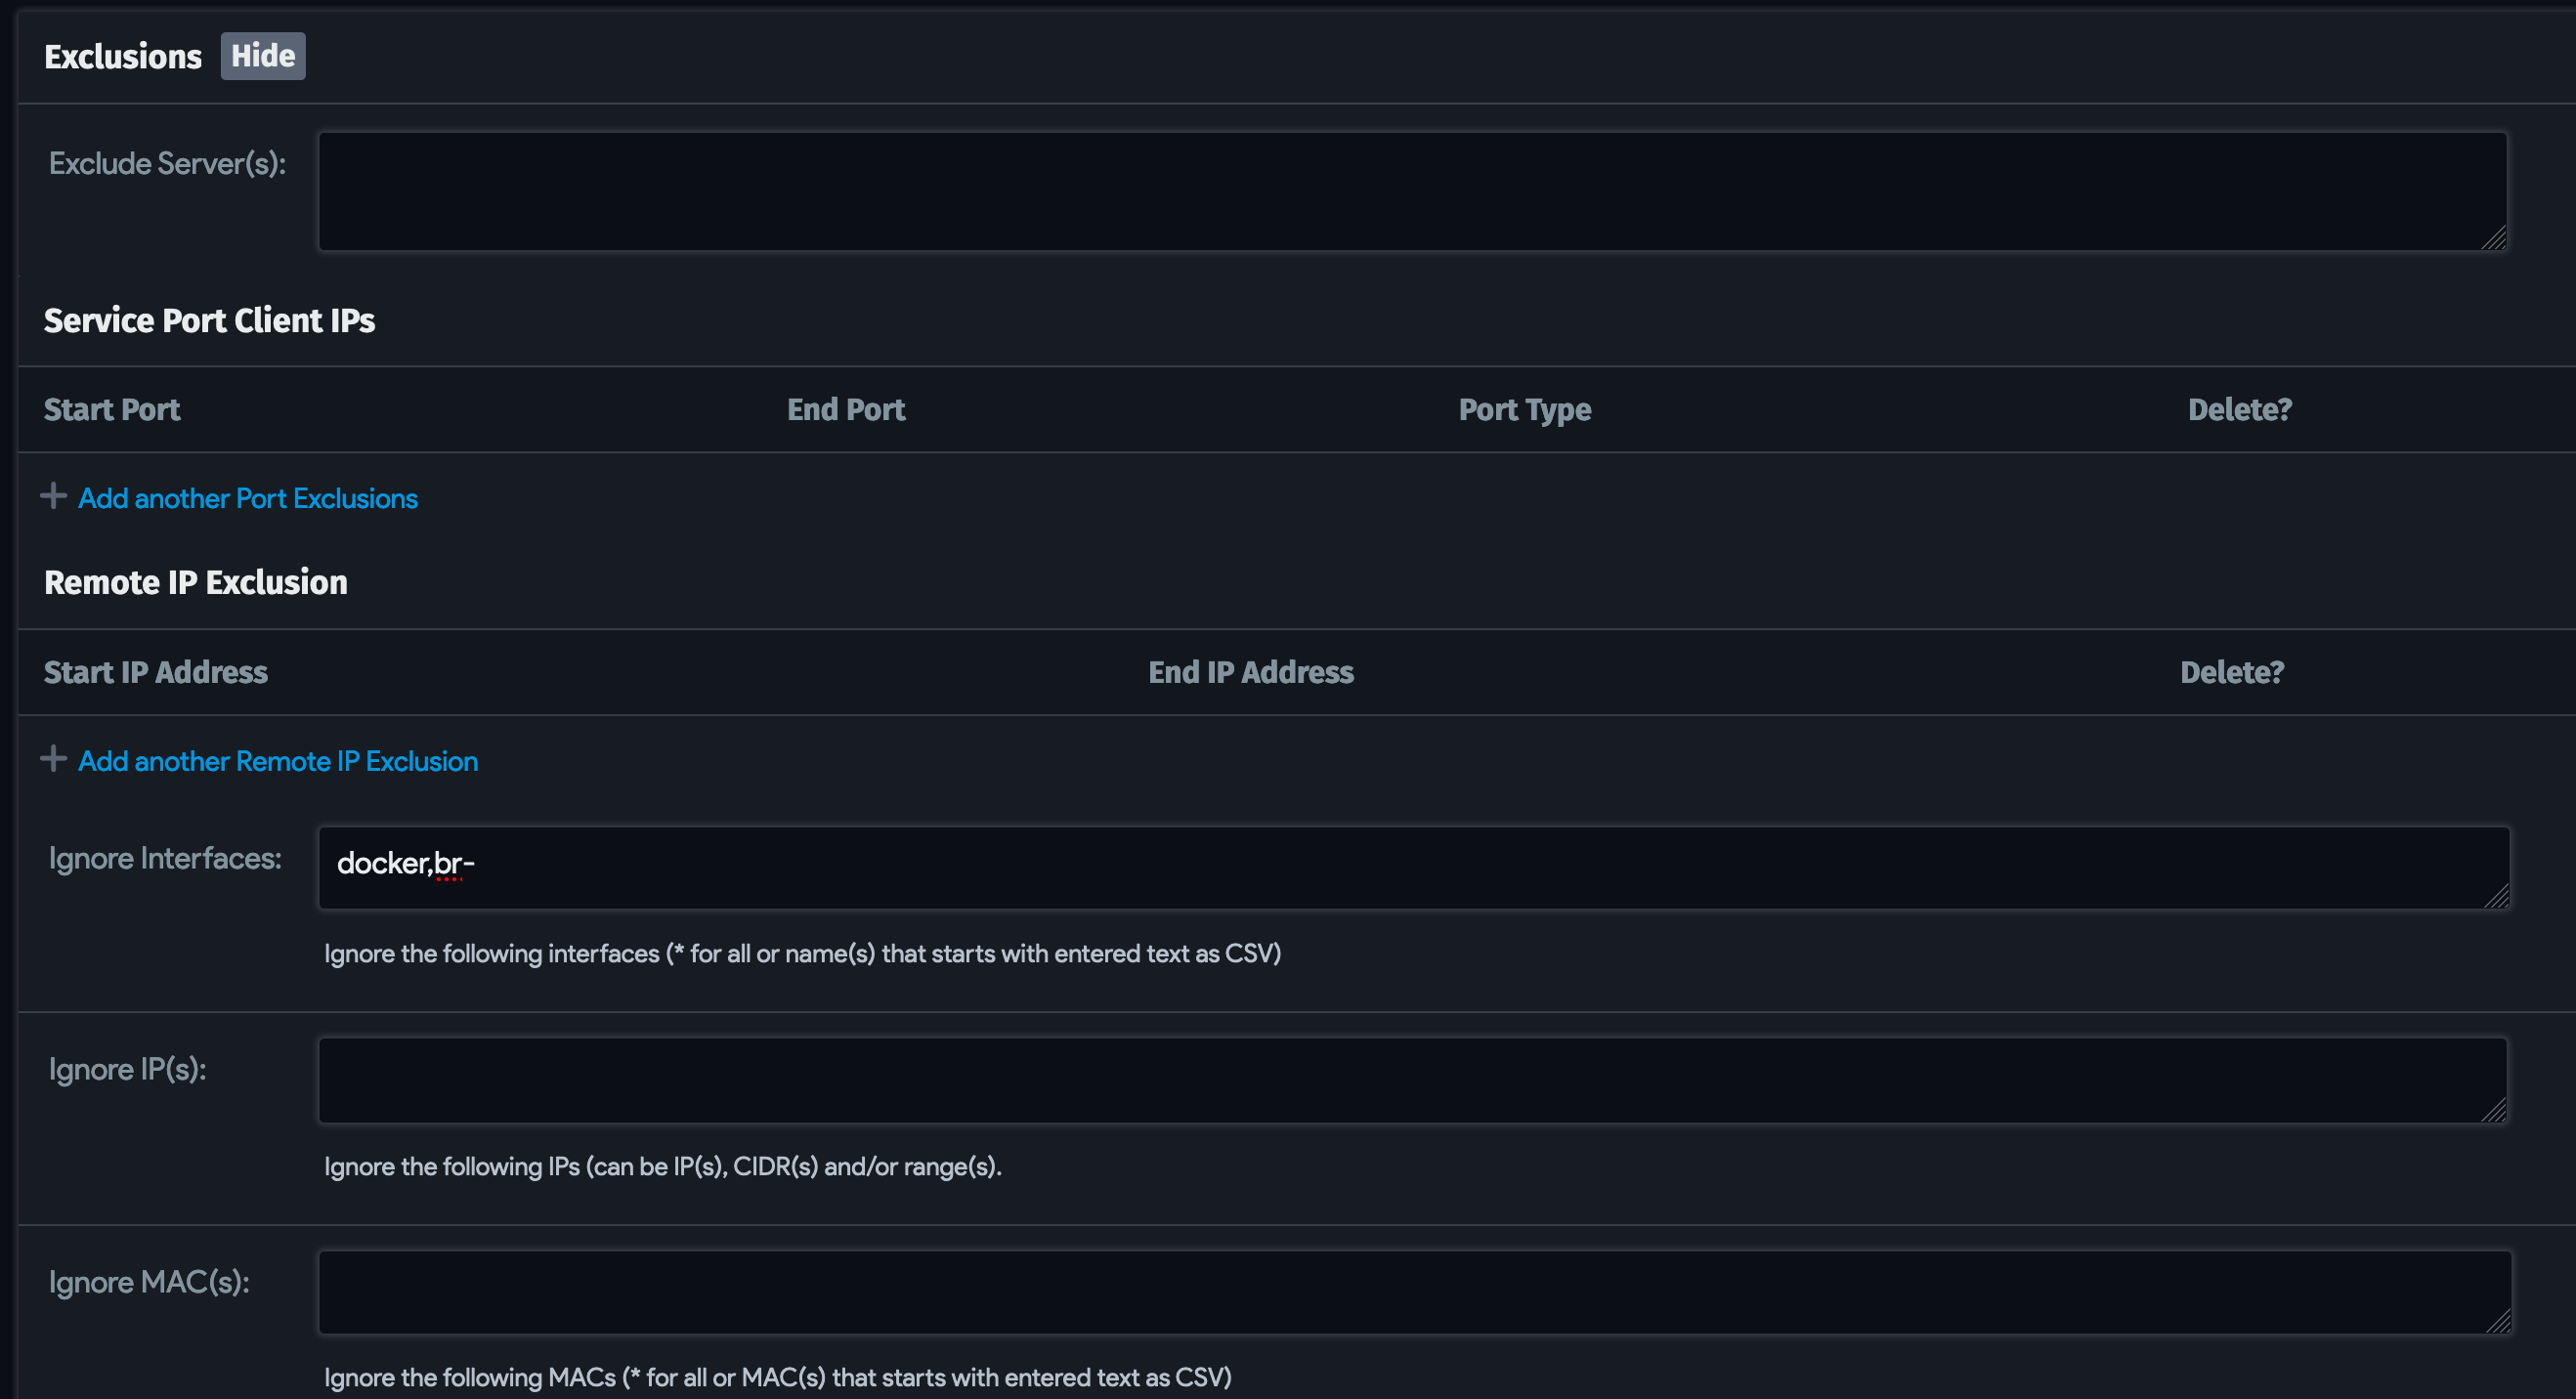 Exclusions Hide
Exclude Server(s):
Service Port Client IPs
Start Port End Port Port Type Delete?
Add another Port Exclusions
Remote IP Exclusion
Start IP Address End IP Address Delete?
Add another Remote IP Exclusion
Ignore Interfaces: docker,br-
Ignore the following interfaces (* for all or name(s) that starts with entered text as CSV)
Ignore IP(s):
Ignore the following IPs (can be IP(s), CIDR(s) and/or range(s).
Ignore MAC(s):
Ignore the following MACs (* for all or MAC(s) that starts with entered text as CSV)